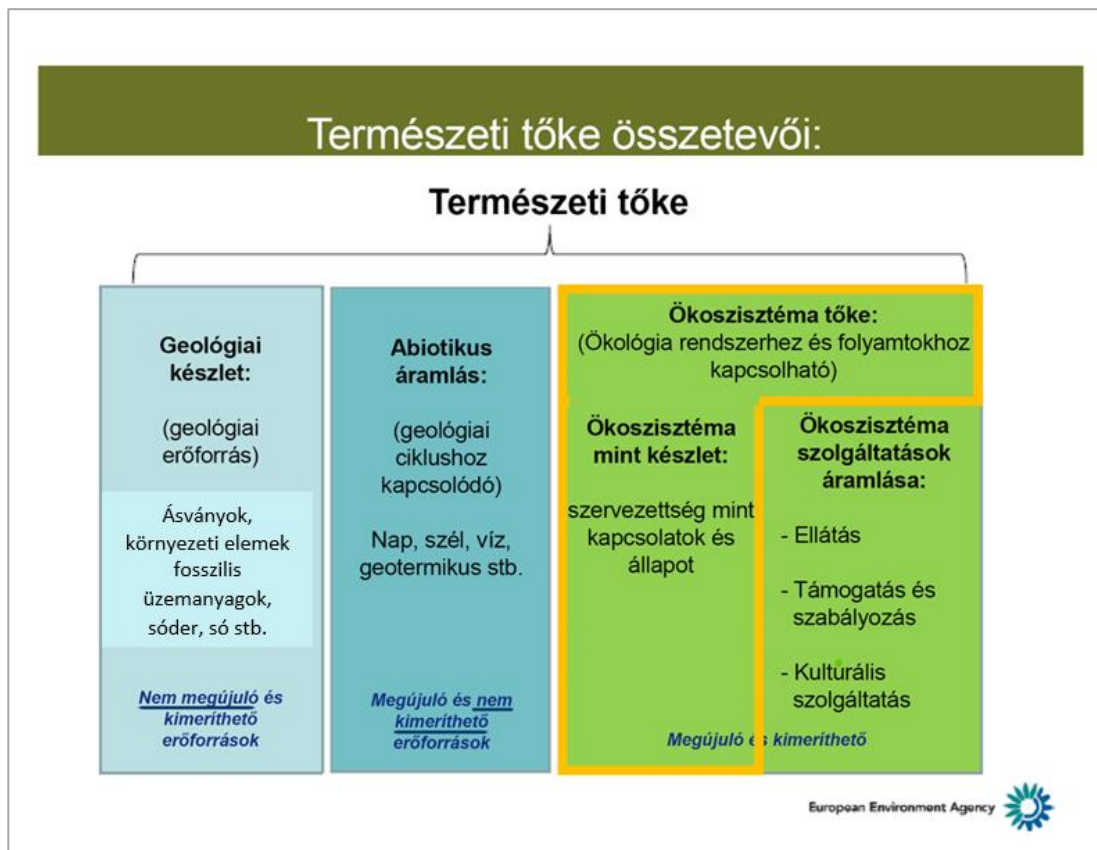 Természeti tőke összetevői:
Természeti tőke
Geológiai
készlet:
(geológiai
erőforrás)
Ásványok,
környezeti elemek
fosszilis
üzemanyagok,
sóder, só stb.
Nem megújuló és
kimeríthető
erőforrások
Abiotikus
áramlás:
(geológiai
ciklushoz
kapcsolódó)
Nap, szél, víz,
geotermikus stb.
Megújuló és nem
kimeríthető
erőforrások
Ökoszisztéma tőke:
(Ökológia rendszerhez és folyamtokhoz
kapcsolható)
Ökoszisztéma
mint készlet:
szervezettség mint
kapcsolatok és
állapot
Ökoszisztéma
szolgáltatások
áramlása:
- Ellátás
- Támogatás és
szabályozás
- Kulturális
szolgáltatás
Megújuló és kimeríthető
European Environment Agency